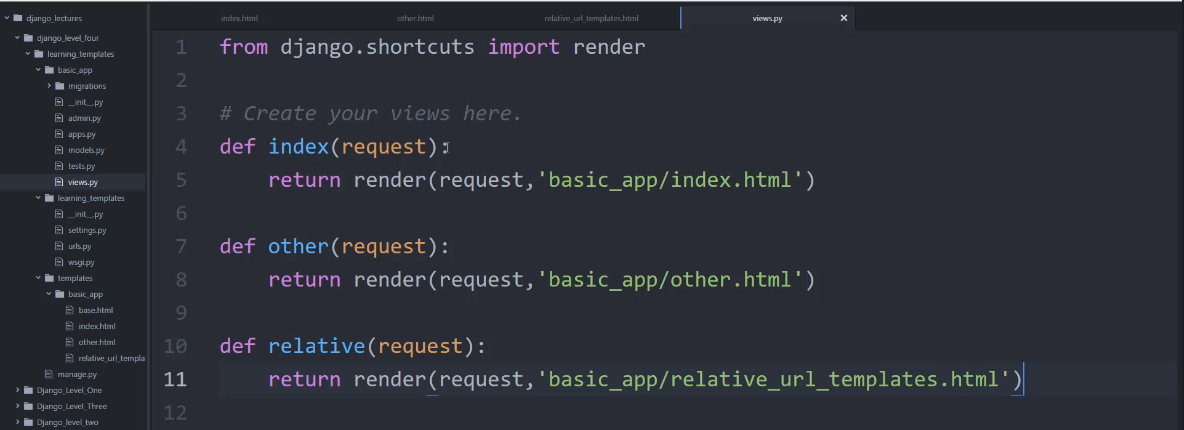 django_lectures
django_level_four
learning_templates
basic_app
migrations
__init__.py
admin.py
apps.py
models.py
tests.py
views.py
learning_templates
__init__.py
settings.py
urls.py
wsgi.py
templates
basic_app
base.html
index.html
other.html
relative_url_templa
manage.py
Django_Level_One
Django_Level_Three
Django_level_two
index.html other.html relative_url_templates.html views.py ×
1 from django.shortcuts import render
2
3 # Create your views here.
4 def index(request):
5 return render(request,'basic_app/index.html')
6
7 def other(request):
8 return render(request,'basic_app/other.html')
9
10 def relative(request):
11 return render(request,'basic_app/relative_url_templates.html')
12